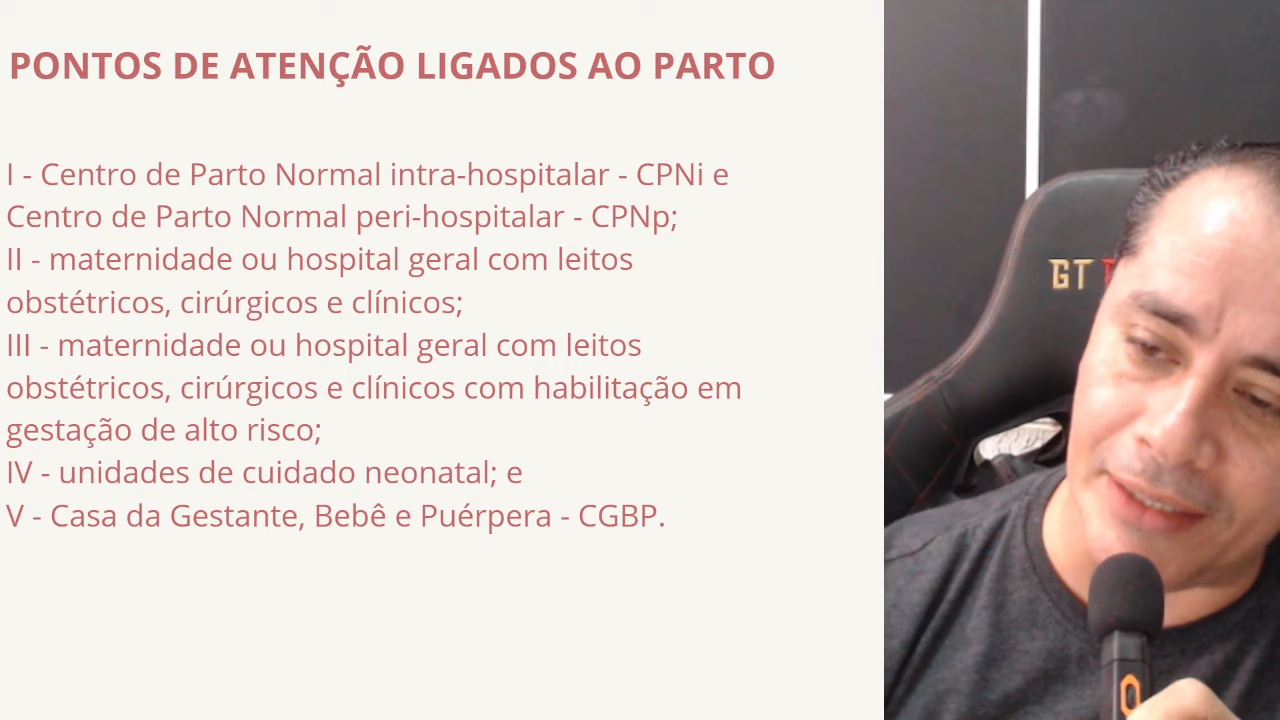 PONTOS DE ATENÇÃO LIGADOS AO PARTO
I - Centro de Parto Normal intra-hospitalar - CPNi e
Centro de Parto Normal peri-hospitalar - CPNp;
II - maternidade ou hospital geral com leitos
obstétricos, cirúrgicos e clínicos;
III - maternidade ou hospital geral com leitos
obstétricos, cirúrgicos e clínicos com habilitação em
gestação de alto risco;
IV - unidades de cuidado neonatal; e
V - Casa da Gestante, Bebê e Puérpera - CGBP.
GT